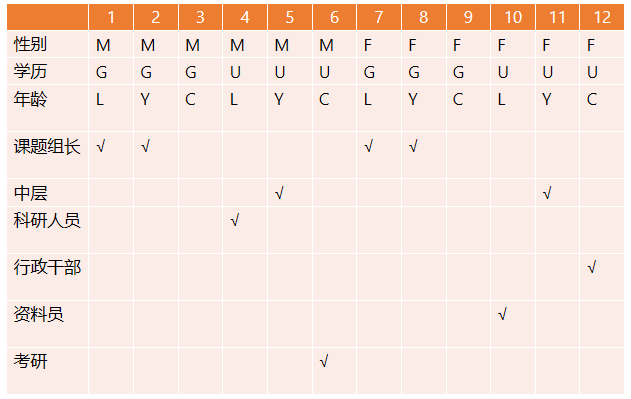 1 2 3 4 5 6 7 8 9 10 11 12
性别 M M M M M M F F F F F F
学历 G G G U U U G G G U U U
年龄 L Y C L Y C L Y C L Y C
课题组长 √ √ √ √
中层 √ √
科研人员 √
行政干部 √
资料员 √
考研 √